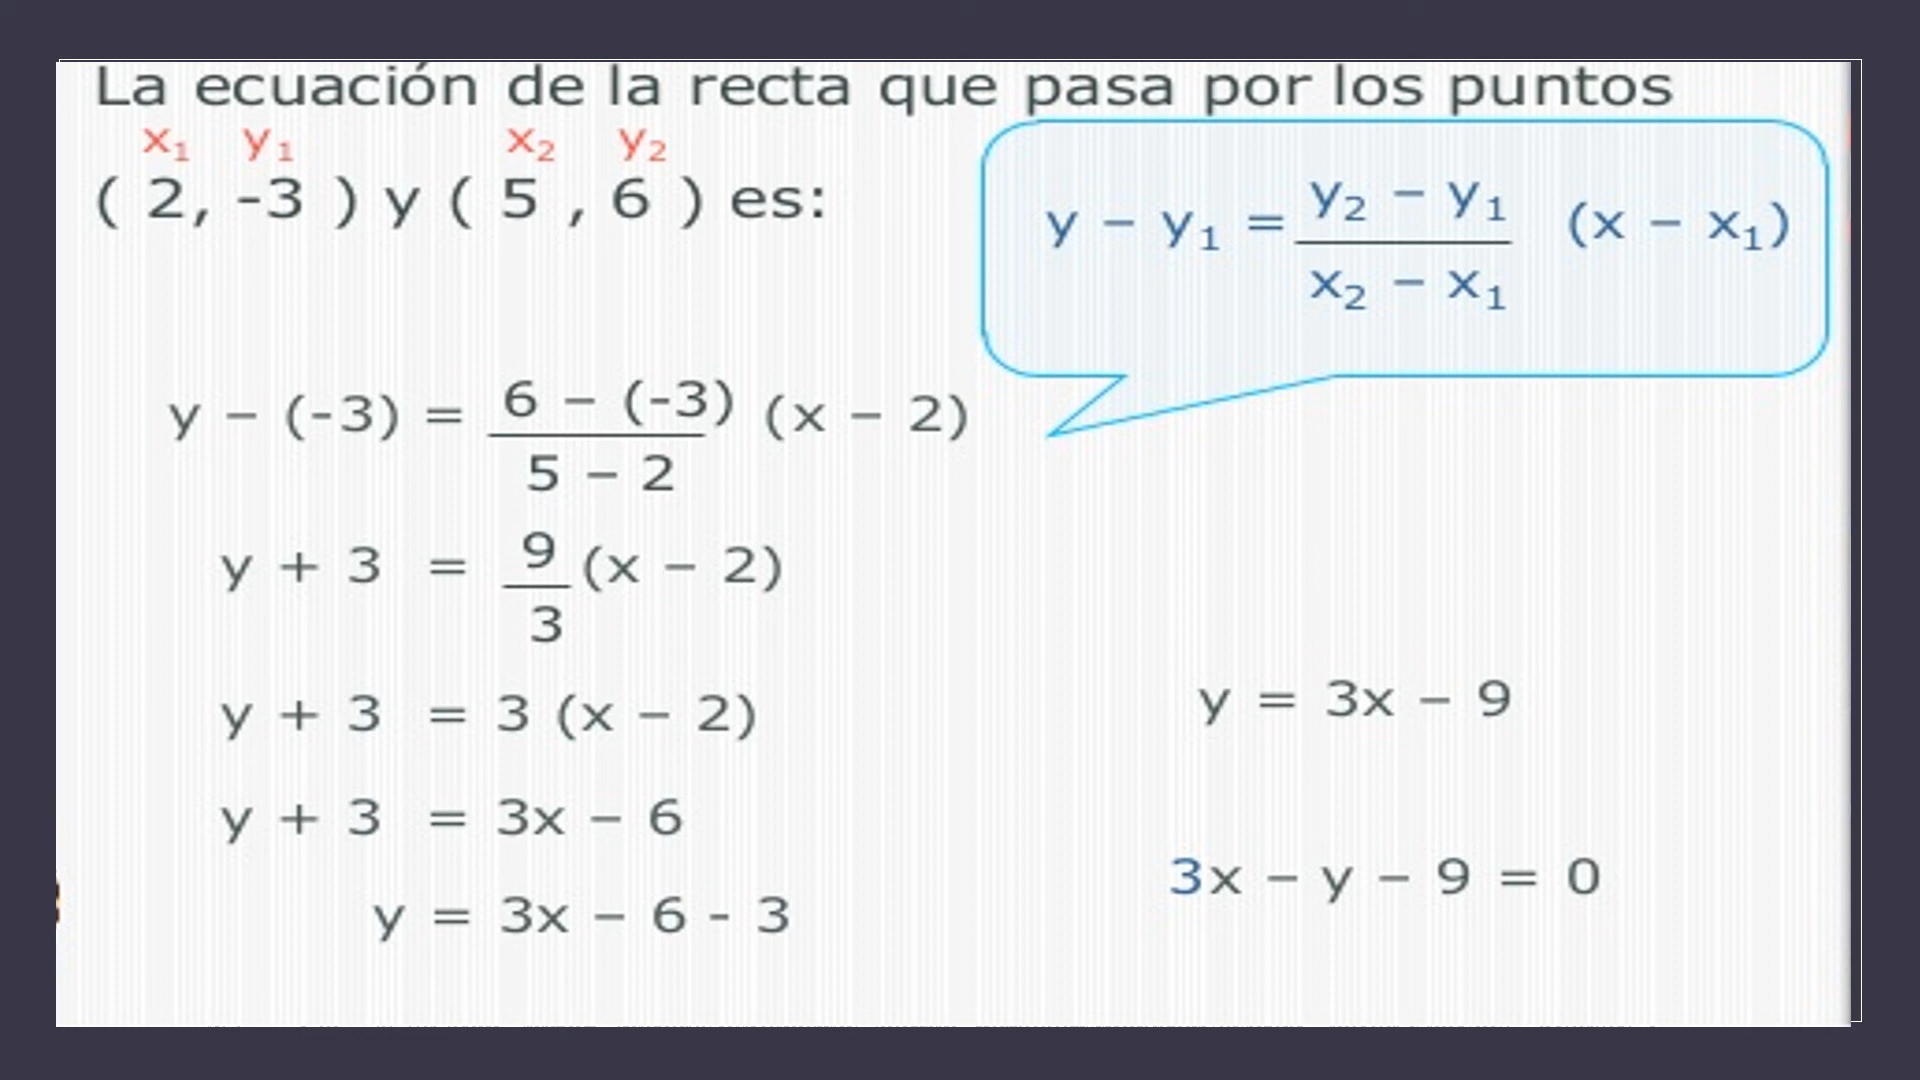 La ecuación de la recta que pasa por los puntos
x₁ y₁ x₂ y₂
( 2, -3 ) y ( 5 , 6 ) es:
y₂ – y₁
y – y₁ = (x – x₁)
x₂ – x₁
6 – (-3)
y – (-3) = (x – 2)
5 – 2
9
y + 3 = (x – 2)
3
y + 3 = 3 (x – 2)
y + 3 = 3x – 6
y = 3x – 6 - 3
y = 3x – 9
3x – y – 9 = 0